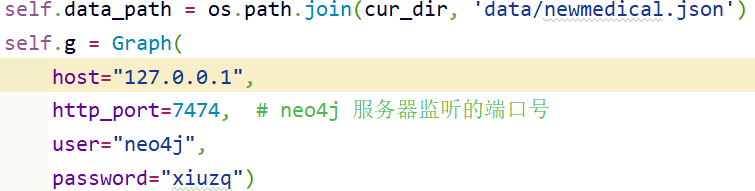 self.data_path = os.path.join(cur_dir, 'data/newmedical.json')
self.g = Graph(
host="127.0.0.1",
http_port=7474, # neo4j 服务器监听的端口号
user="neo4j",
password="xiuzq")